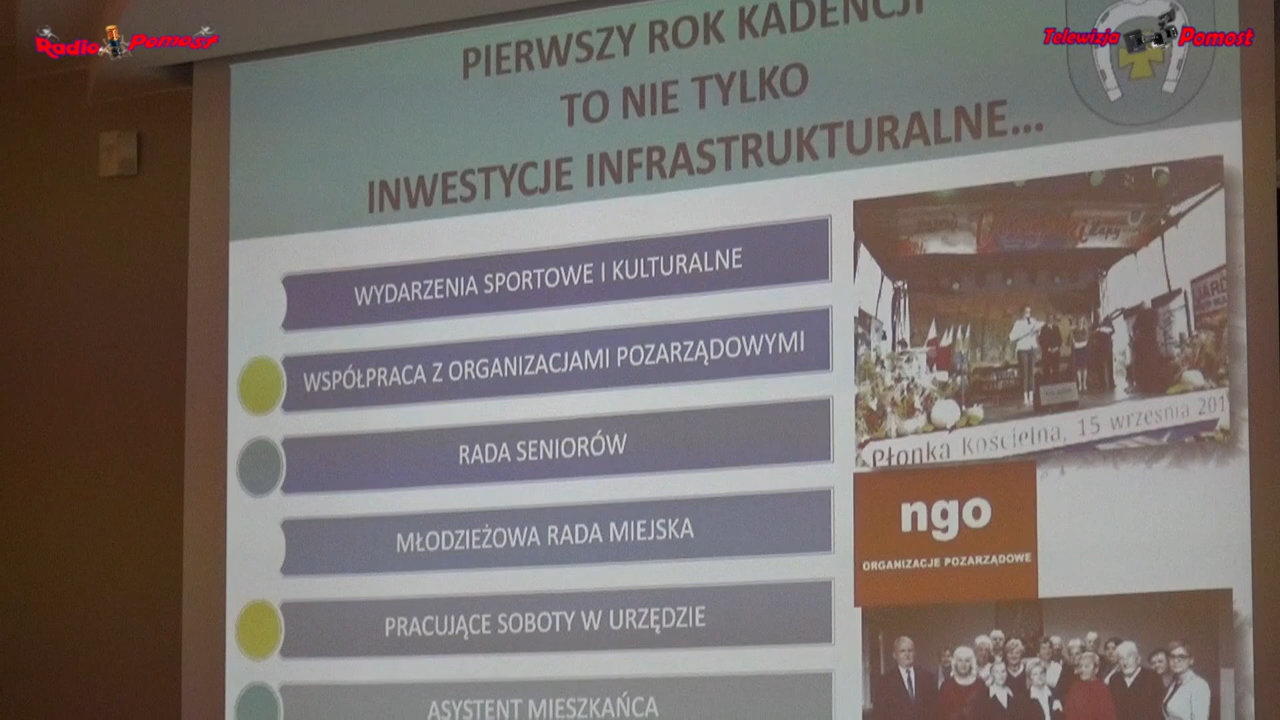 Radio Pomost
Telewizja Pomost
PIERWSZY ROK KADENCJI
TO NIE TYLKO
INWESTYCJE INFRASTRUKTURALNE...
WYDARZENIA SPORTOWE I KULTURALNE
WSPÓŁPRACA Z ORGANIZACJAMI POZARZĄDOWYMI
RADA SENIORÓW
MŁODZIEŻOWA RADA MIEJSKA
PRACUJĄCE SOBOTY W URZĘDZIE
ASYSTENT MIESZKAŃCA
Płonka Kościelna, 15 września 201
ngo
ORGANIZACJE POZARZĄDOWE